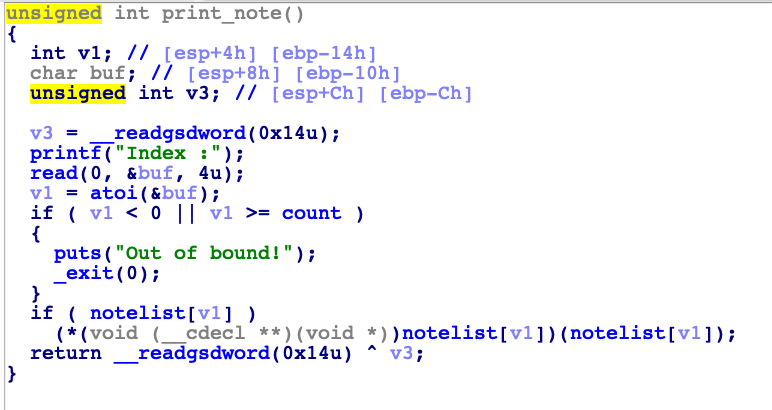 unsigned int print_note()
{
  int v1; // [esp+4h] [ebp-14h]
  char buf; // [esp+8h] [ebp-10h]
  unsigned int v3; // [esp+Ch] [ebp-Ch]

  v3 = __readgsdword(0x14u);
  printf("Index :");
  read(0, &buf, 4u);
  v1 = atoi(&buf);
  if ( v1 < 0 || v1 >= count )
  {
    puts("Out of bound!");
    _exit(0);
  }
  if ( notelist[v1] )
    (*(void (__cdecl **)(void *))notelist[v1])(notelist[v1]);
  return __readgsdword(0x14u) ^ v3;
}